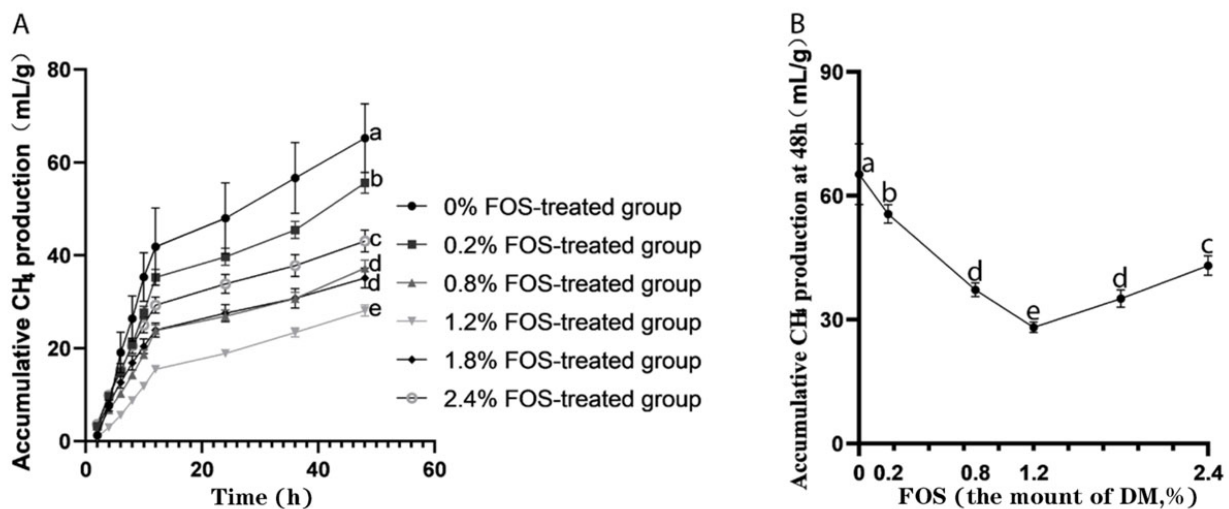 A
Accumulative CH4 production (mL/g)
80
60
40
20
0
0
20
40
60
Time (h)
a
b
c
d
d
e
0% FOS-treated group
0.2% FOS-treated group
0.8% FOS-treated group
1.2% FOS-treated group
1.8% FOS-treated group
2.4% FOS-treated group
B
Accumulative CH4 production at 48h (mL/g)
90
60
30
0
a
b
d
e
d
c
0
0.2
0.8
1.2
2.4
FOS (the mount of DM,%)